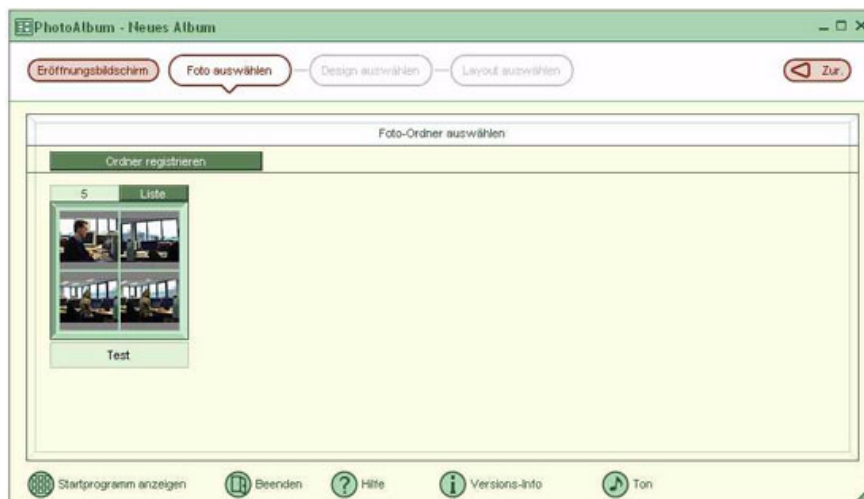 PhotoAlbum - Neues Album
Eröffnungsbildschirm Foto auswählen Design auswählen Layout auswählen Zur.
Foto-Ordner auswählen
Ordner registrieren
5 Liste
Test
Startprogramm anzeigen Beenden ? Hilfe i Versions-Info Ton